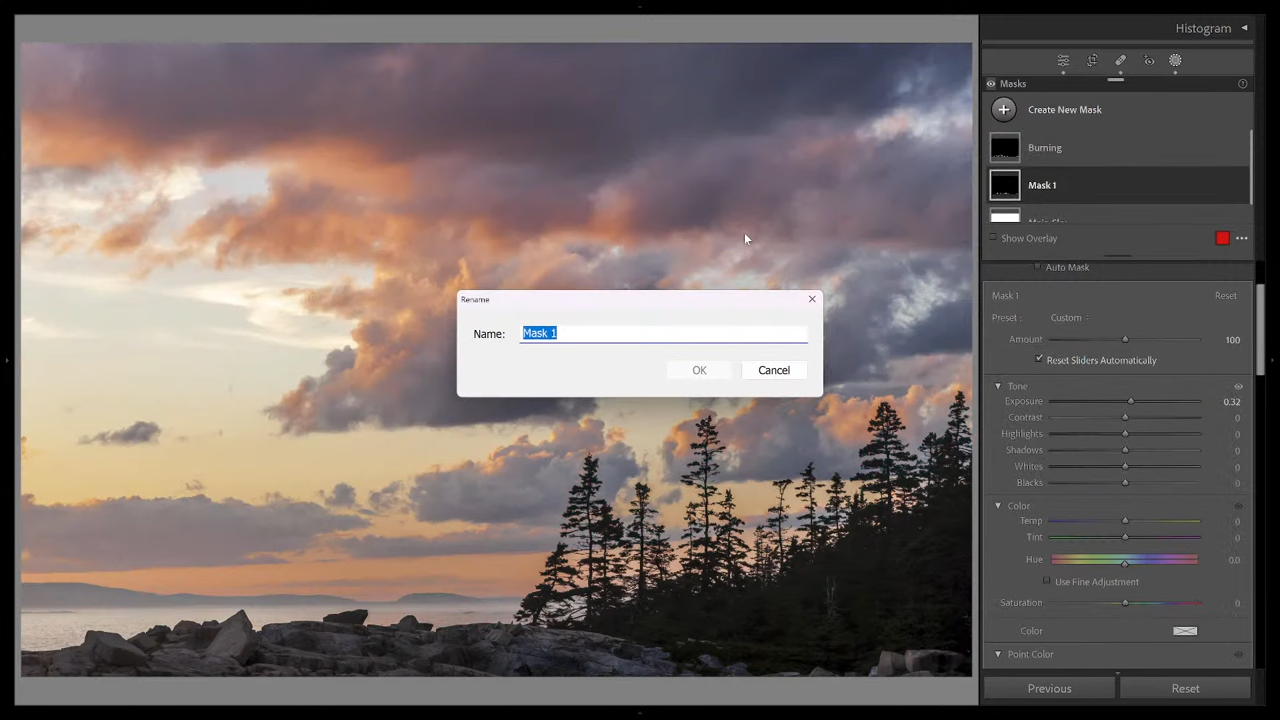 Histogram
Masks
Create New Mask
Burning
Mask 1
Main Sky
Show Overlay
Auto Mask
Mask 1 Reset
Preset : Custom
Amount 100
Reset Sliders Automatically
Tone
Exposure 0.32
Contrast 0
Highlights 0
Shadows 0
Whites 0
Blacks 0
Color
Temp 0
Tint 0
Hue 0.0
Use Fine Adjustment
Saturation 0
Color
Point Color
Previous Reset
Rename
Name: Mask 1
OK Cancel